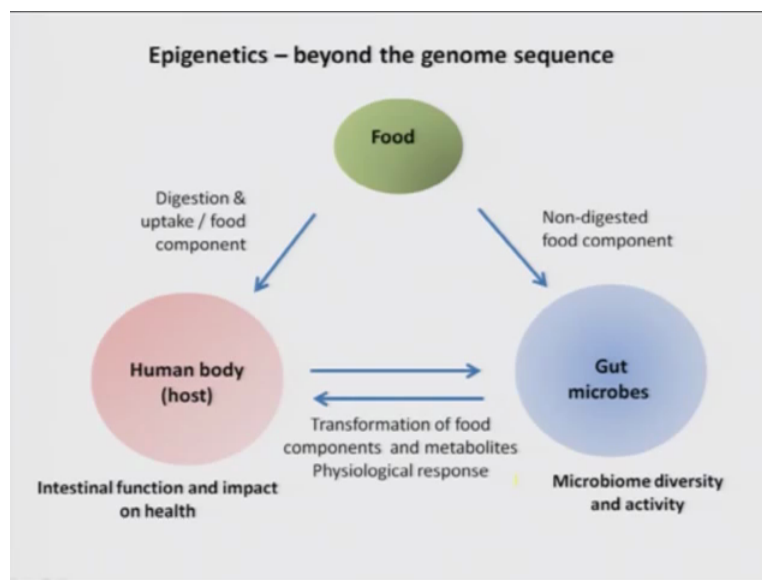 Epigenetics – beyond the genome sequence
Food
Digestion &
uptake / food
component
Non-digested
food component
Human body
(host)
Gut
microbes
Transformation of food
components and metabolites
Physiological response
Intestinal function and impact
on health
Microbiome diversity
and activity